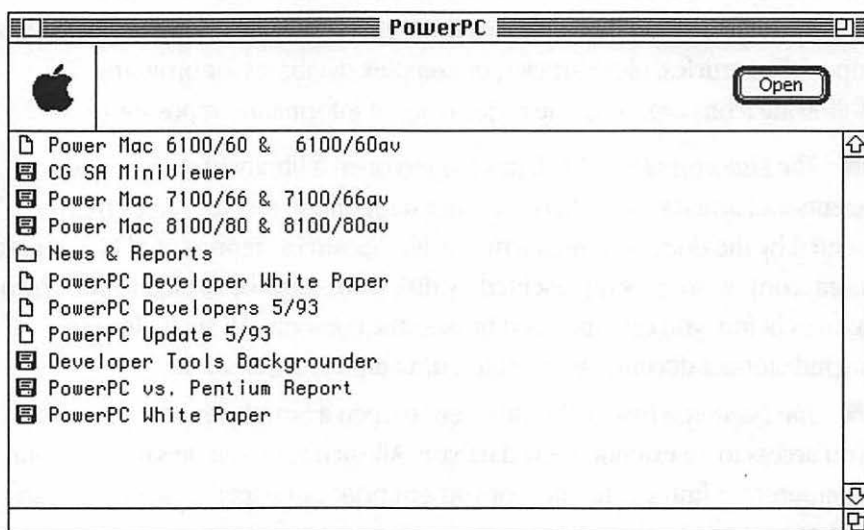 PowerPC
Open
Power Mac 6100/60 & 6100/60av
CG SA MiniViewer
Power Mac 7100/66 & 7100/66av
Power Mac 8100/80 & 8100/80av
News & Reports
PowerPC Developer White Paper
PowerPC Developers 5/93
PowerPC Update 5/93
Developer Tools Backgrounder
PowerPC vs. Pentium Report
PowerPC White Paper